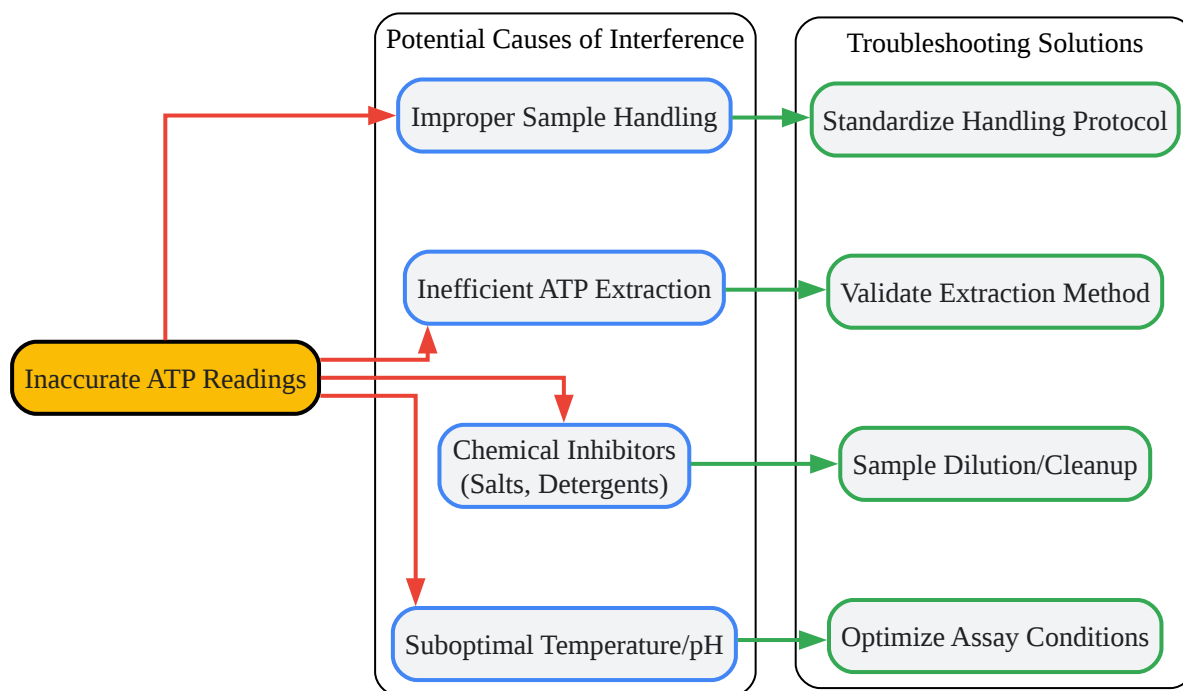 Potential Causes of Interference
Troubleshooting Solutions
Improper Sample Handling
Standardize Handling Protocol
Inefficient ATP Extraction
Validate Extraction Method
Inaccurate ATP Readings
Chemical Inhibitors
(Salts, Detergents)
Sample Dilution/Cleanup
Suboptimal Temperature/pH
Optimize Assay Conditions